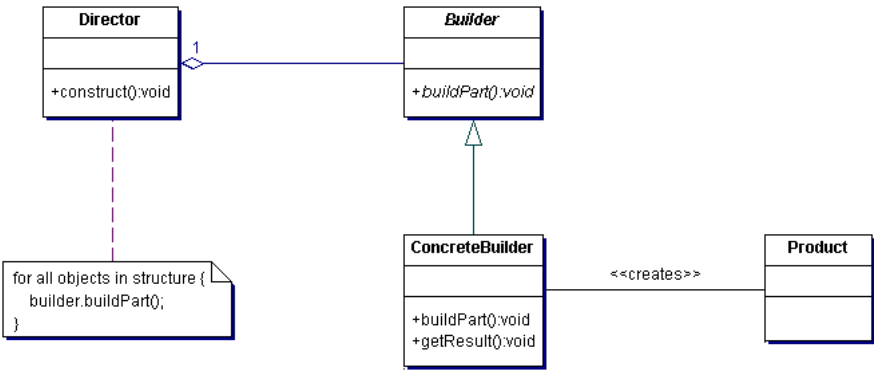 Director
+construct():void
1
Builder
+buildPart():void
for all objects in structure {
builder.buildPart();
}
ConcreteBuilder
+buildPart():void
+getResult():void
<<creates>>
Product